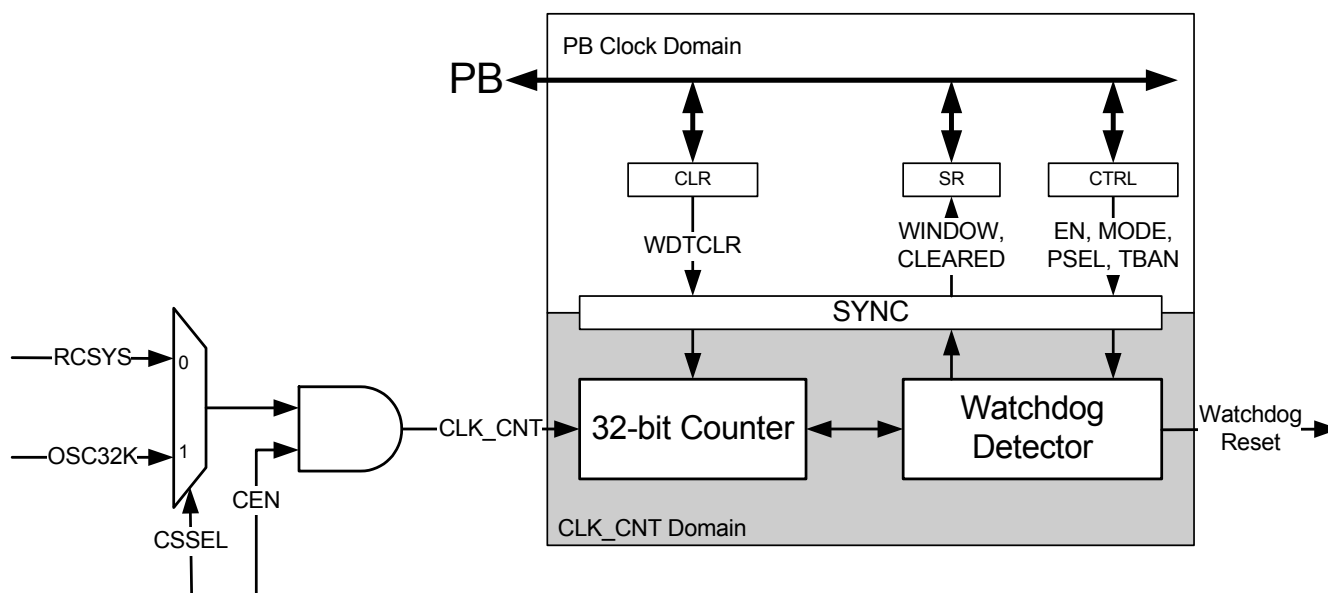 PB Clock Domain
PB
CLR
SR
CTRL
WDTCLR
WINDOW,
CLEARED
EN, MODE,
PSEL, TBAN
SYNC
RCSYS
0
OSC32K
1
CSSEL
CEN
CLK_CNT
32-bit Counter
Watchdog
Detector
Watchdog
Reset
CLK_CNT Domain